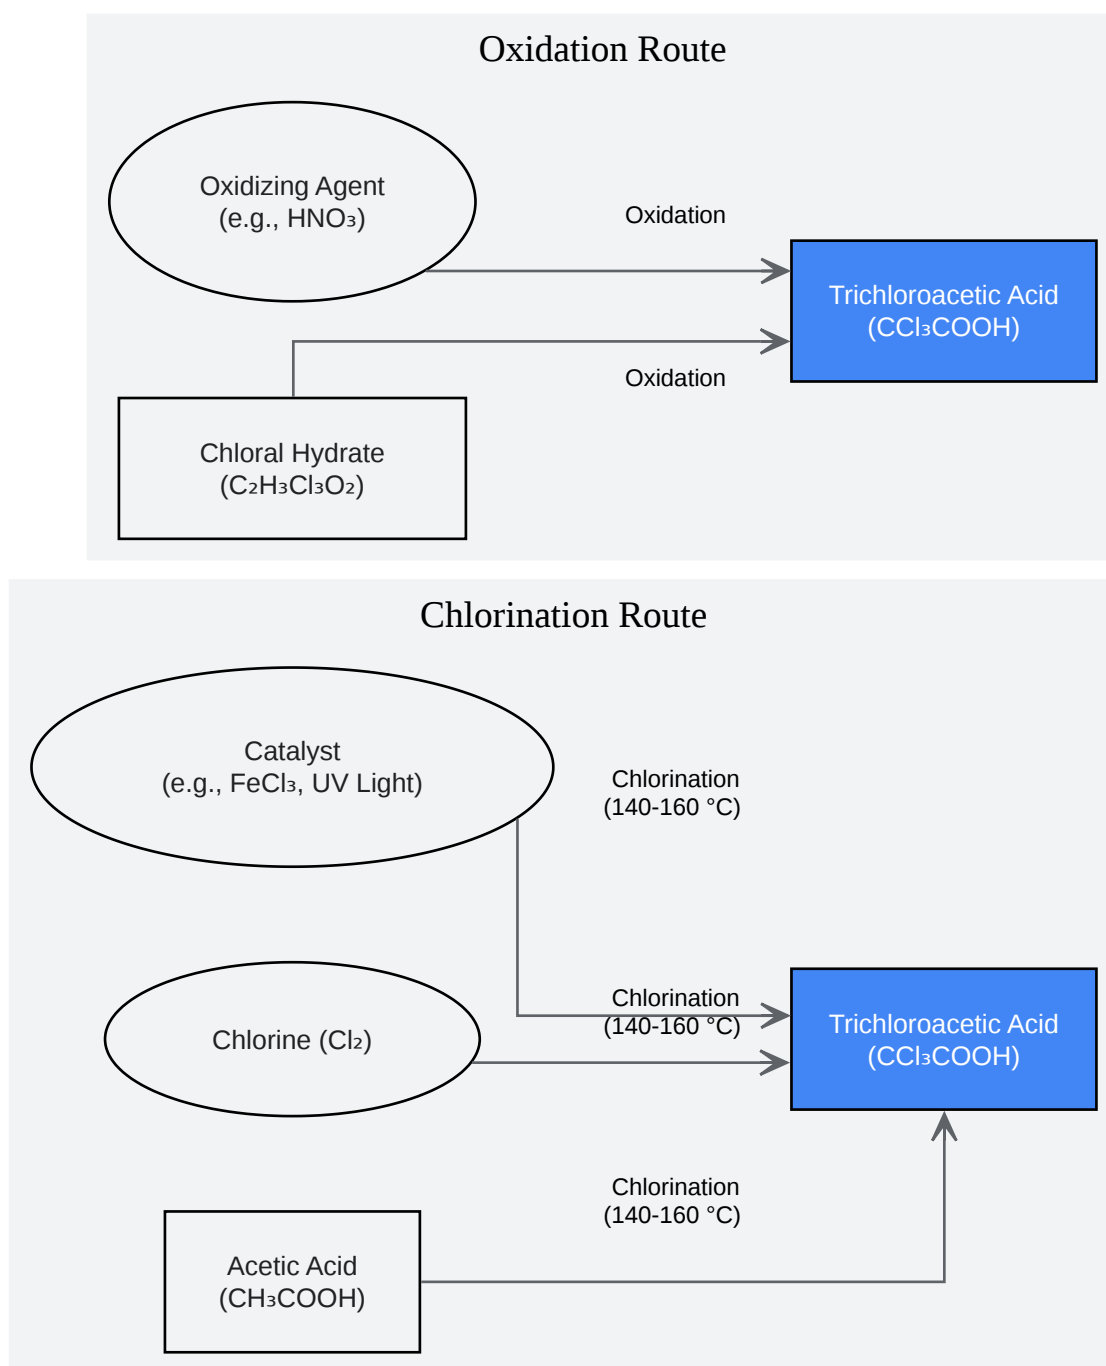 Oxidation Route
Oxidizing Agent
(e.g., HNO₃)
Oxidation
Trichloroacetic Acid
(CCl₃COOH)
Oxidation
Chloral Hydrate
(C₂H₃Cl₃O₂)
Chlorination Route
Catalyst
(e.g., FeCl₃, UV Light)
Chlorination
(140-160 °C)
Chlorination
(140-160 °C)
Chlorine (Cl₂)
Trichloroacetic Acid
(CCl₃COOH)
Chlorination
(140-160 °C)
Acetic Acid
(CH₃COOH)